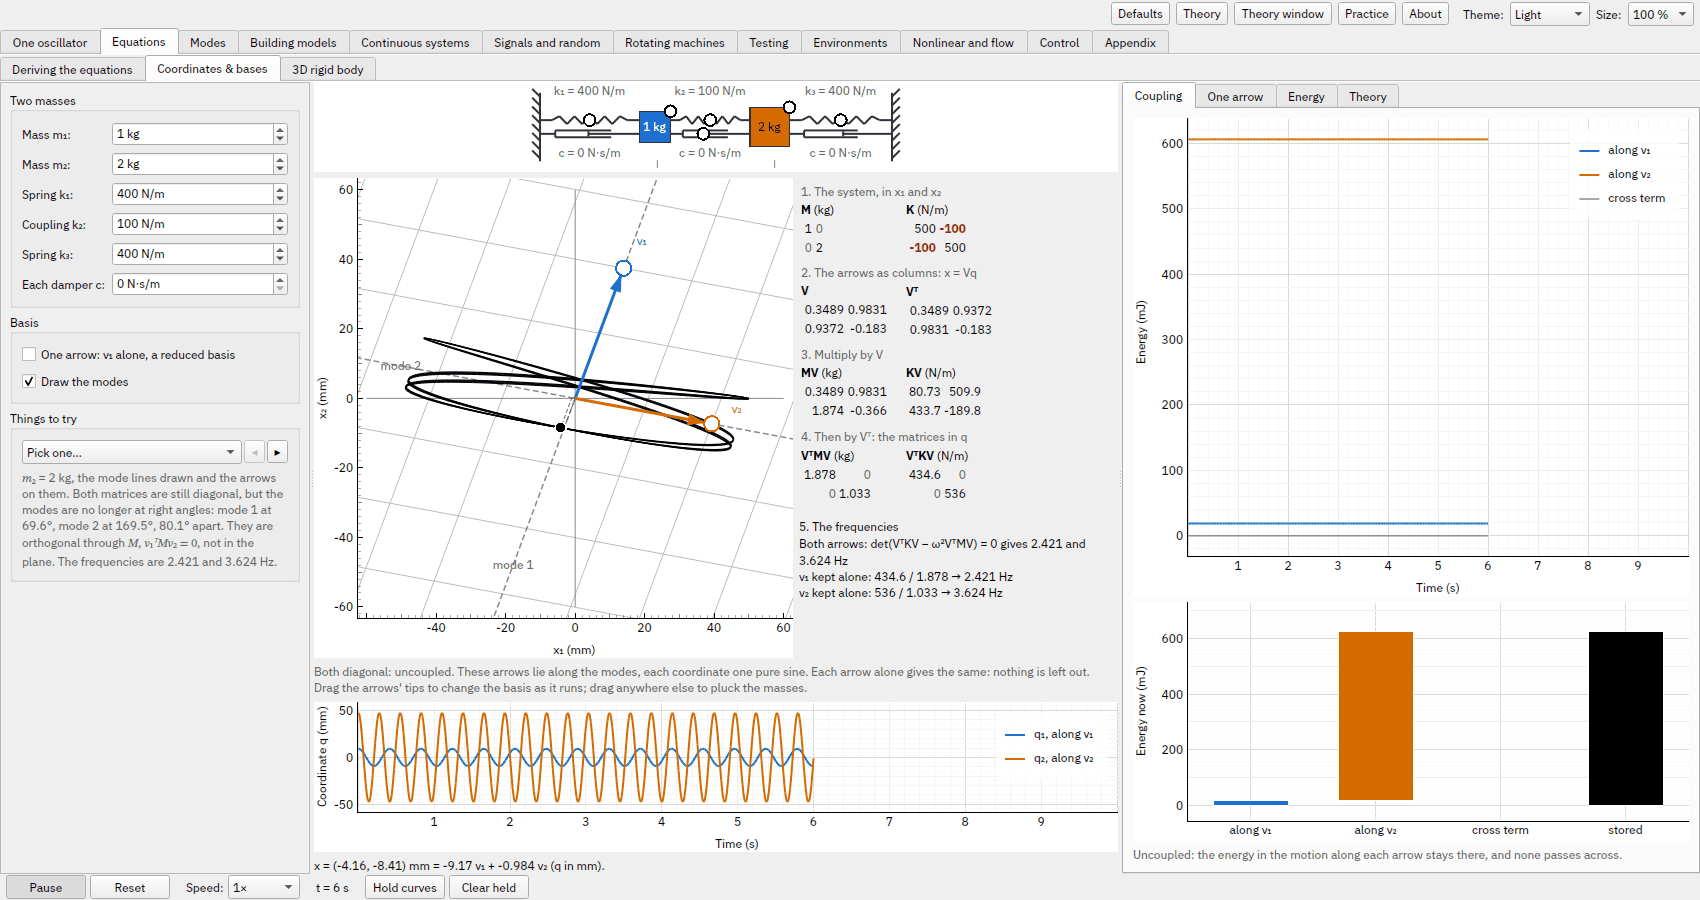 Defaults Theory Theory window Practice About Theme: Light Size: 100 %
One oscillator Equations Modes Building models Continuous systems Signals and random Rotating machines Testing Environments Nonlinear and flow Control Appendix
Deriving the equations Coordinates & bases 3D rigid body
Two masses
Mass m₁: 1 kg
Mass m₂: 2 kg
Spring k₁: 400 N/m
Coupling k₂: 100 N/m
Spring k₃: 400 N/m
Each damper c: 0 N·s/m
Basis
One arrow: v₁ alone, a reduced basis
Draw the modes
Things to try
Pick one...
m₂ = 2 kg, the mode lines drawn and the arrows
on them. Both matrices are still diagonal, but the
modes are no longer at right angles: mode 1 at
69.6°, mode 2 at 169.5°, 80.1° apart. They are
orthogonal through M, v₁ᵀMv₂ = 0, not in the
plane. The frequencies are 2.421 and 3.624 Hz.
k₁ = 400 N/m k₂ = 100 N/m k₃ = 400 N/m
1 kg 2 kg
c = 0 N·s/m c = 0 N·s/m c = 0 N·s/m
60
40
20
0
-20
-40
-60
x₂ (mm)
v₁
v₂
mode 2
mode 1
-40 -20 0 20 40 60
x₁ (mm)
1. The system, in x₁ and x₂
M (kg) K (N/m)
1 0 500 -100
0 2 -100 500
2. The arrows as columns: x = Vq
V Vᵀ
0.3489 0.9831 0.3489 0.9372
0.9372 -0.183 0.9831 -0.183
3. Multiply by V
MV (kg) KV (N/m)
0.3489 0.9831 80.73 509.9
1.874 -0.366 433.7 -189.8
4. Then by Vᵀ: the matrices in q
VᵀMV (kg) VᵀKV (N/m)
1.878 0 434.6 0
0 1.033 0 536
5. The frequencies
Both arrows: det(VᵀKV − ω²VᵀMV) = 0 gives 2.421 and
3.624 Hz
v₁ kept alone: 434.6 / 1.878 → 2.421 Hz
v₂ kept alone: 536 / 1.033 → 3.624 Hz
Both diagonal: uncoupled. These arrows lie along the modes, each coordinate one pure sine. Each arrow alone gives the same: nothing is left out.
Drag the arrows' tips to change the basis as it runs; drag anywhere else to pluck the masses.
50
0
-50
Coordinate q (mm)
q₁, along v₁
q₂, along v₂
1 2 3 4 5 6 7 8 9
Time (s)
x = (-4.16, -8.41) mm = -9.17 v₁ + -0.984 v₂ (q in mm).
Coupling One arrow Energy Theory
600
500
400
300
200
100
0
Energy (mJ)
along v₁
along v₂
cross term
1 2 3 4 5 6 7 8 9
Time (s)
600
400
200
0
Energy now (mJ)
along v₁ along v₂ cross term stored
Uncoupled: the energy in the motion along each arrow stays there, and none passes across.
Pause Reset Speed: 1× t = 6 s Hold curves Clear held